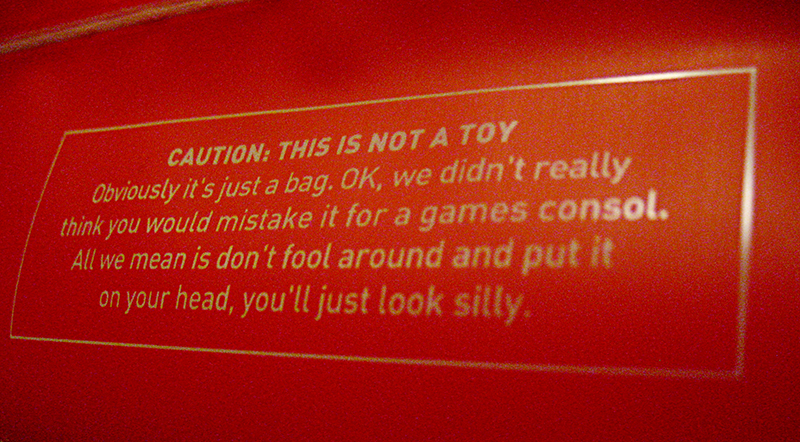 CAUTION: THIS IS NOT A TOY
Obviously it's just a bag. OK, we didn't really
think you would mistake it for a games consol.
All we mean is don't fool around and put it
on your head, you'll just look silly.